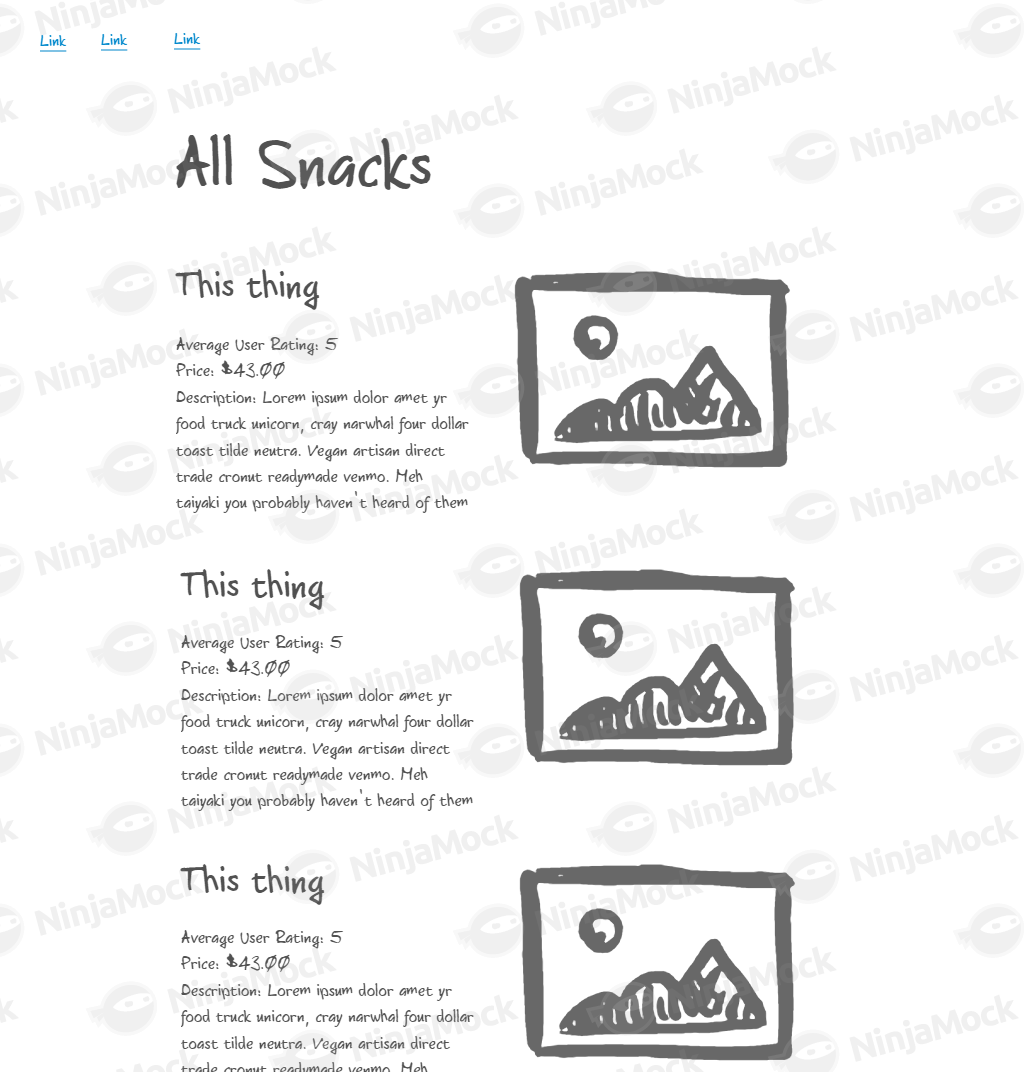 Link Link Link
All Snacks
This thing
Average User Rating: 5
Price: $43.00
Description: Lorem ipsum dolor amet yr
food truck unicorn, cray narwhal four dollar
toast tilde neutra. Vegan artisan direct
trade cronut readymade venmo. Meh
taiyaki you probably haven't heard of them
This thing
Average User Rating: 5
Price: $43.00
Description: Lorem ipsum dolor amet yr
food truck unicorn, cray narwhal four dollar
toast tilde neutra. Vegan artisan direct
trade cronut readymade venmo. Meh
taiyaki you probably haven't heard of them
This thing
Average User Rating: 5
Price: $43.00
Description: Lorem ipsum dolor amet yr
food truck unicorn, cray narwhal four dollar
toast tilde neutra. Vegan artisan direct
trade cronut readymade venmo. Meh
NinjaMock